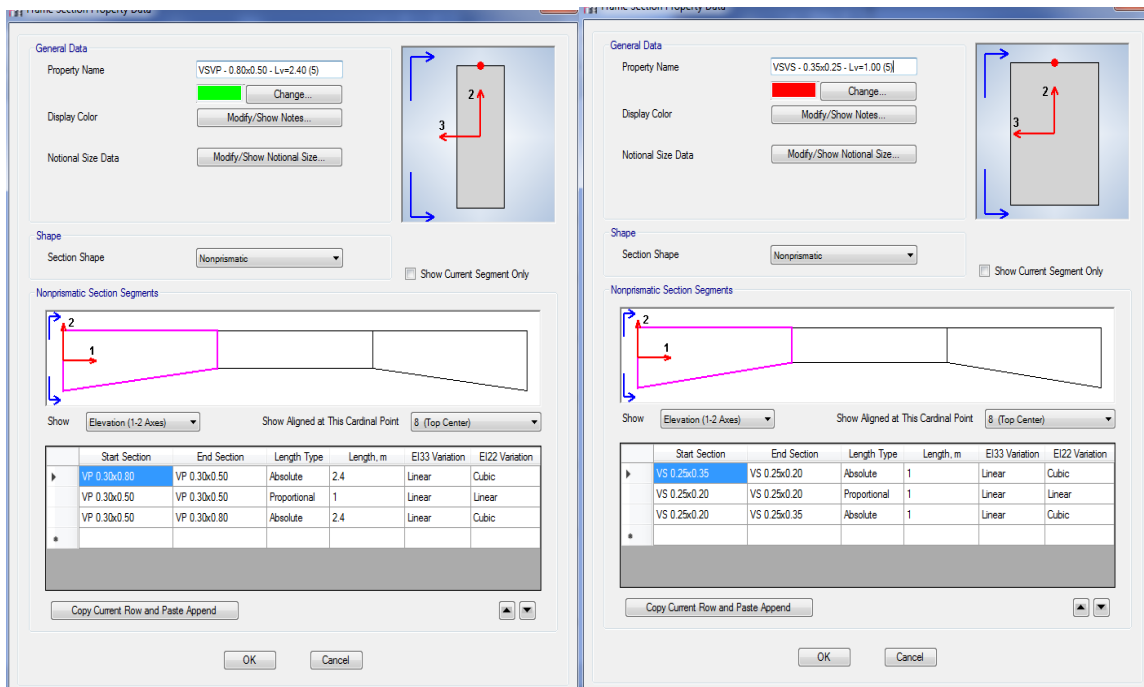 Frame Section Property Data
General Data
Property Name VSVP - 0.80x0.50 - Lv=2.40 (5)
Change...
Display Color Modify/Show Notes...
Notional Size Data Modify/Show Notional Size...
2
3
Shape
Section Shape Nonprismatic
Show Current Segment Only
Nonprismatic Section Segments
2
1
Show Elevation (1-2 Axes) Show Aligned at This Cardinal Point 8 (Top Center)
Start Section End Section Length Type Length, m EI33 Variation EI22 Variation
VP 0.30x0.80 VP 0.30x0.50 Absolute 2.4 Linear Cubic
VP 0.30x0.50 VP 0.30x0.50 Proportional 1 Linear Linear
VP 0.30x0.50 VP 0.30x0.80 Absolute 2.4 Linear Cubic
*
Copy Current Row and Paste Append
OK Cancel
Frame Section Property Data
General Data
Property Name VSVS - 0.35x0.25 - Lv=1.00 (5)
Change...
Display Color Modify/Show Notes...
Notional Size Data Modify/Show Notional Size...
2
3
Shape
Section Shape Nonprismatic
Show Current Segment Only
Nonprismatic Section Segments
2
1
Show Elevation (1-2 Axes) Show Aligned at This Cardinal Point 8 (Top Center)
Start Section End Section Length Type Length, m EI33 Variation EI22 Variation
VS 0.25x0.35 VS 0.25x0.20 Absolute 1 Linear Cubic
VS 0.25x0.20 VS 0.25x0.20 Proportional 1 Linear Linear
VS 0.25x0.20 VS 0.25x0.35 Absolute 1 Linear Cubic
*
Copy Current Row and Paste Append
OK Cancel